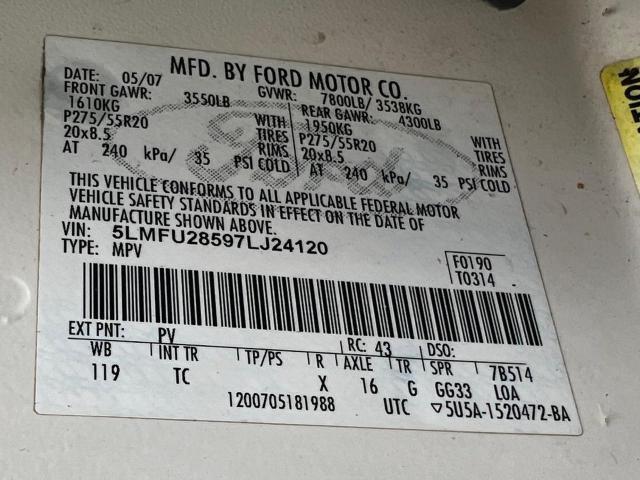 MFD. BY FORD MOTOR CO.
DATE: 05/07 GVWR: 7800LB/ 3538KG
FRONT GAWR: 3550LB REAR GAWR: 4300LB
1610KG WITH 1950KG WITH
P275/55R20 TIRES P275/55R20 TIRES
20x8.5 RIMS 20x8.5 RIMS
AT 240 kPa/ 35 PSI COLD AT 240 kPa/ 35 PSI COLD
THIS VEHICLE CONFORMS TO ALL APPLICABLE FEDERAL MOTOR
VEHICLE SAFETY STANDARDS IN EFFECT ON THE DATE OF
MANUFACTURE SHOWN ABOVE.
VIN: 5LMFU28597LJ24120
TYPE: MPV
F0190
T0314
EXT PNT: PV RC: 43 DSO:
WB INT TR TP/PS R AXLE TR SPR 7B514
119 TC X 16 G GG33 LOA
1200705181988 UTC ▽5U5A-1520472-BA
Ford